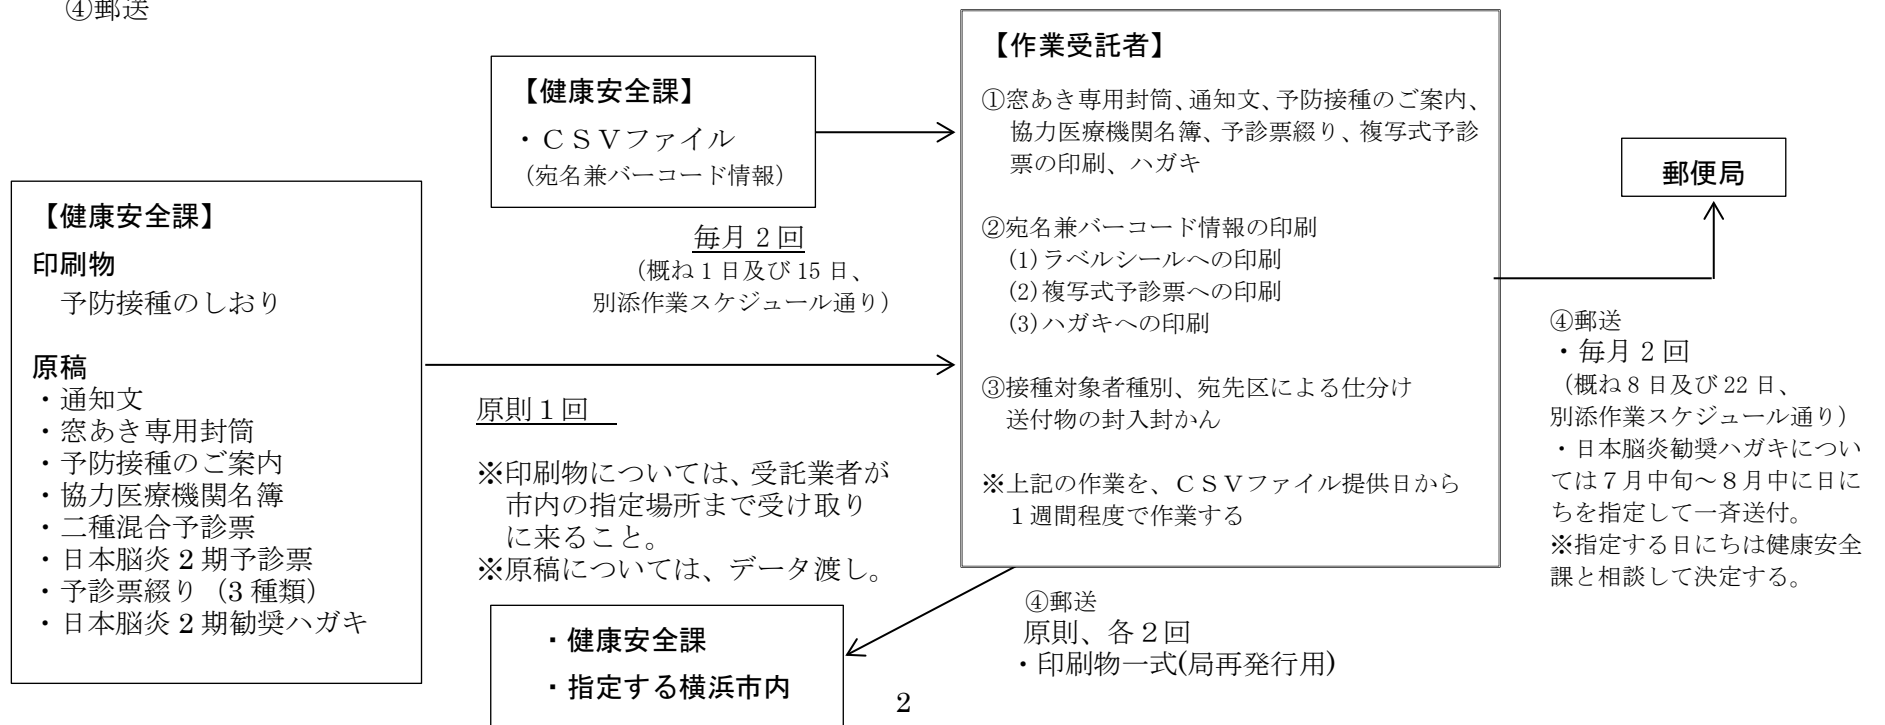 ④郵送
【健康安全課】
印刷物
予防接種のしおり
原稿
・通知文
・窓あき専用封筒
・予防接種のご案内
・協力医療機関名簿
・二種混合予診票
・日本脳炎２期予診票
・予診票綴り（3 種類）
・日本脳炎２期勧奨ハガキ
【健康安全課】
・ＣＳＶファイル
（宛名兼バーコード情報）
毎月２回
（概ね 1 日及び 15 日、
別添作業スケジュール通り）
原則１回
※印刷物については、受託業者が
市内の指定場所まで受け取り
に来ること。
※原稿については、データ渡し。
【作業受託者】
①窓あき専用封筒、通知文、予防接種のご案内、
協力医療機関名簿、予診票綴り、複写式予診
票の印刷、ハガキ
②宛名兼バーコード情報の印刷
(1)ラベルシールへの印刷
(2)複写式予診票への印刷
(3)ハガキへの印刷
③接種対象者種別、宛先区による仕分け
送付物の封入封かん
※上記の作業を、ＣＳＶファイル提供日から
１週間程度で作業する
郵便局
④郵送
・毎月２回
（概ね 8 日及び 22 日、
別添作業スケジュール通り）
・日本脳炎勧奨ハガキについ
ては７月中旬～８月中に日に
ちを指定して一斉送付。
※指定する日にちは健康安全
課と相談して決定する。
④郵送
原則、各２回
・印刷物一式(局再発行用)
・健康安全課
・指定する横浜市内
2